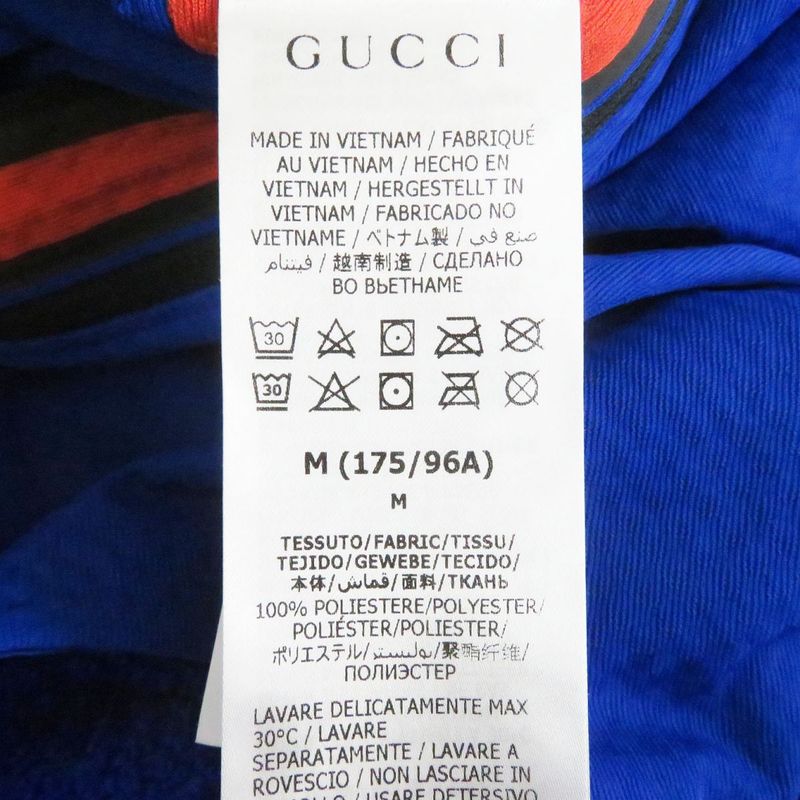 GUCCI
MADE IN VIETNAM / FABRIQUÉ
AU VIETNAM / HECHO EN
VIETNAM / HERGESTELLT IN
VIETNAM / FABRICADO NO
VIETNAME / ベトナム製 / صنع في
فيتنام / 越南制造 / СДЕЛАНО
ВО ВЬЕТНАМЕ
30
30
M (175/96A)
M
TESSUTO/FABRIC/TISSU/
TEJIDO/GEWEBE/TECIDO/
本体/قماش/面料/ТКАНЬ
100% POLIESTERE/POLYESTER/
POLIÉSTER/POLIESTER/
ポリエステル/بوليستر/聚酯纤维/
ПОЛИЭСТЕР
LAVARE DELICATAMENTE MAX
30°C / LAVARE
SEPARATAMENTE / LAVARE A
ROVESCIO / NON LASCIARE IN
USARE DETERSIVO